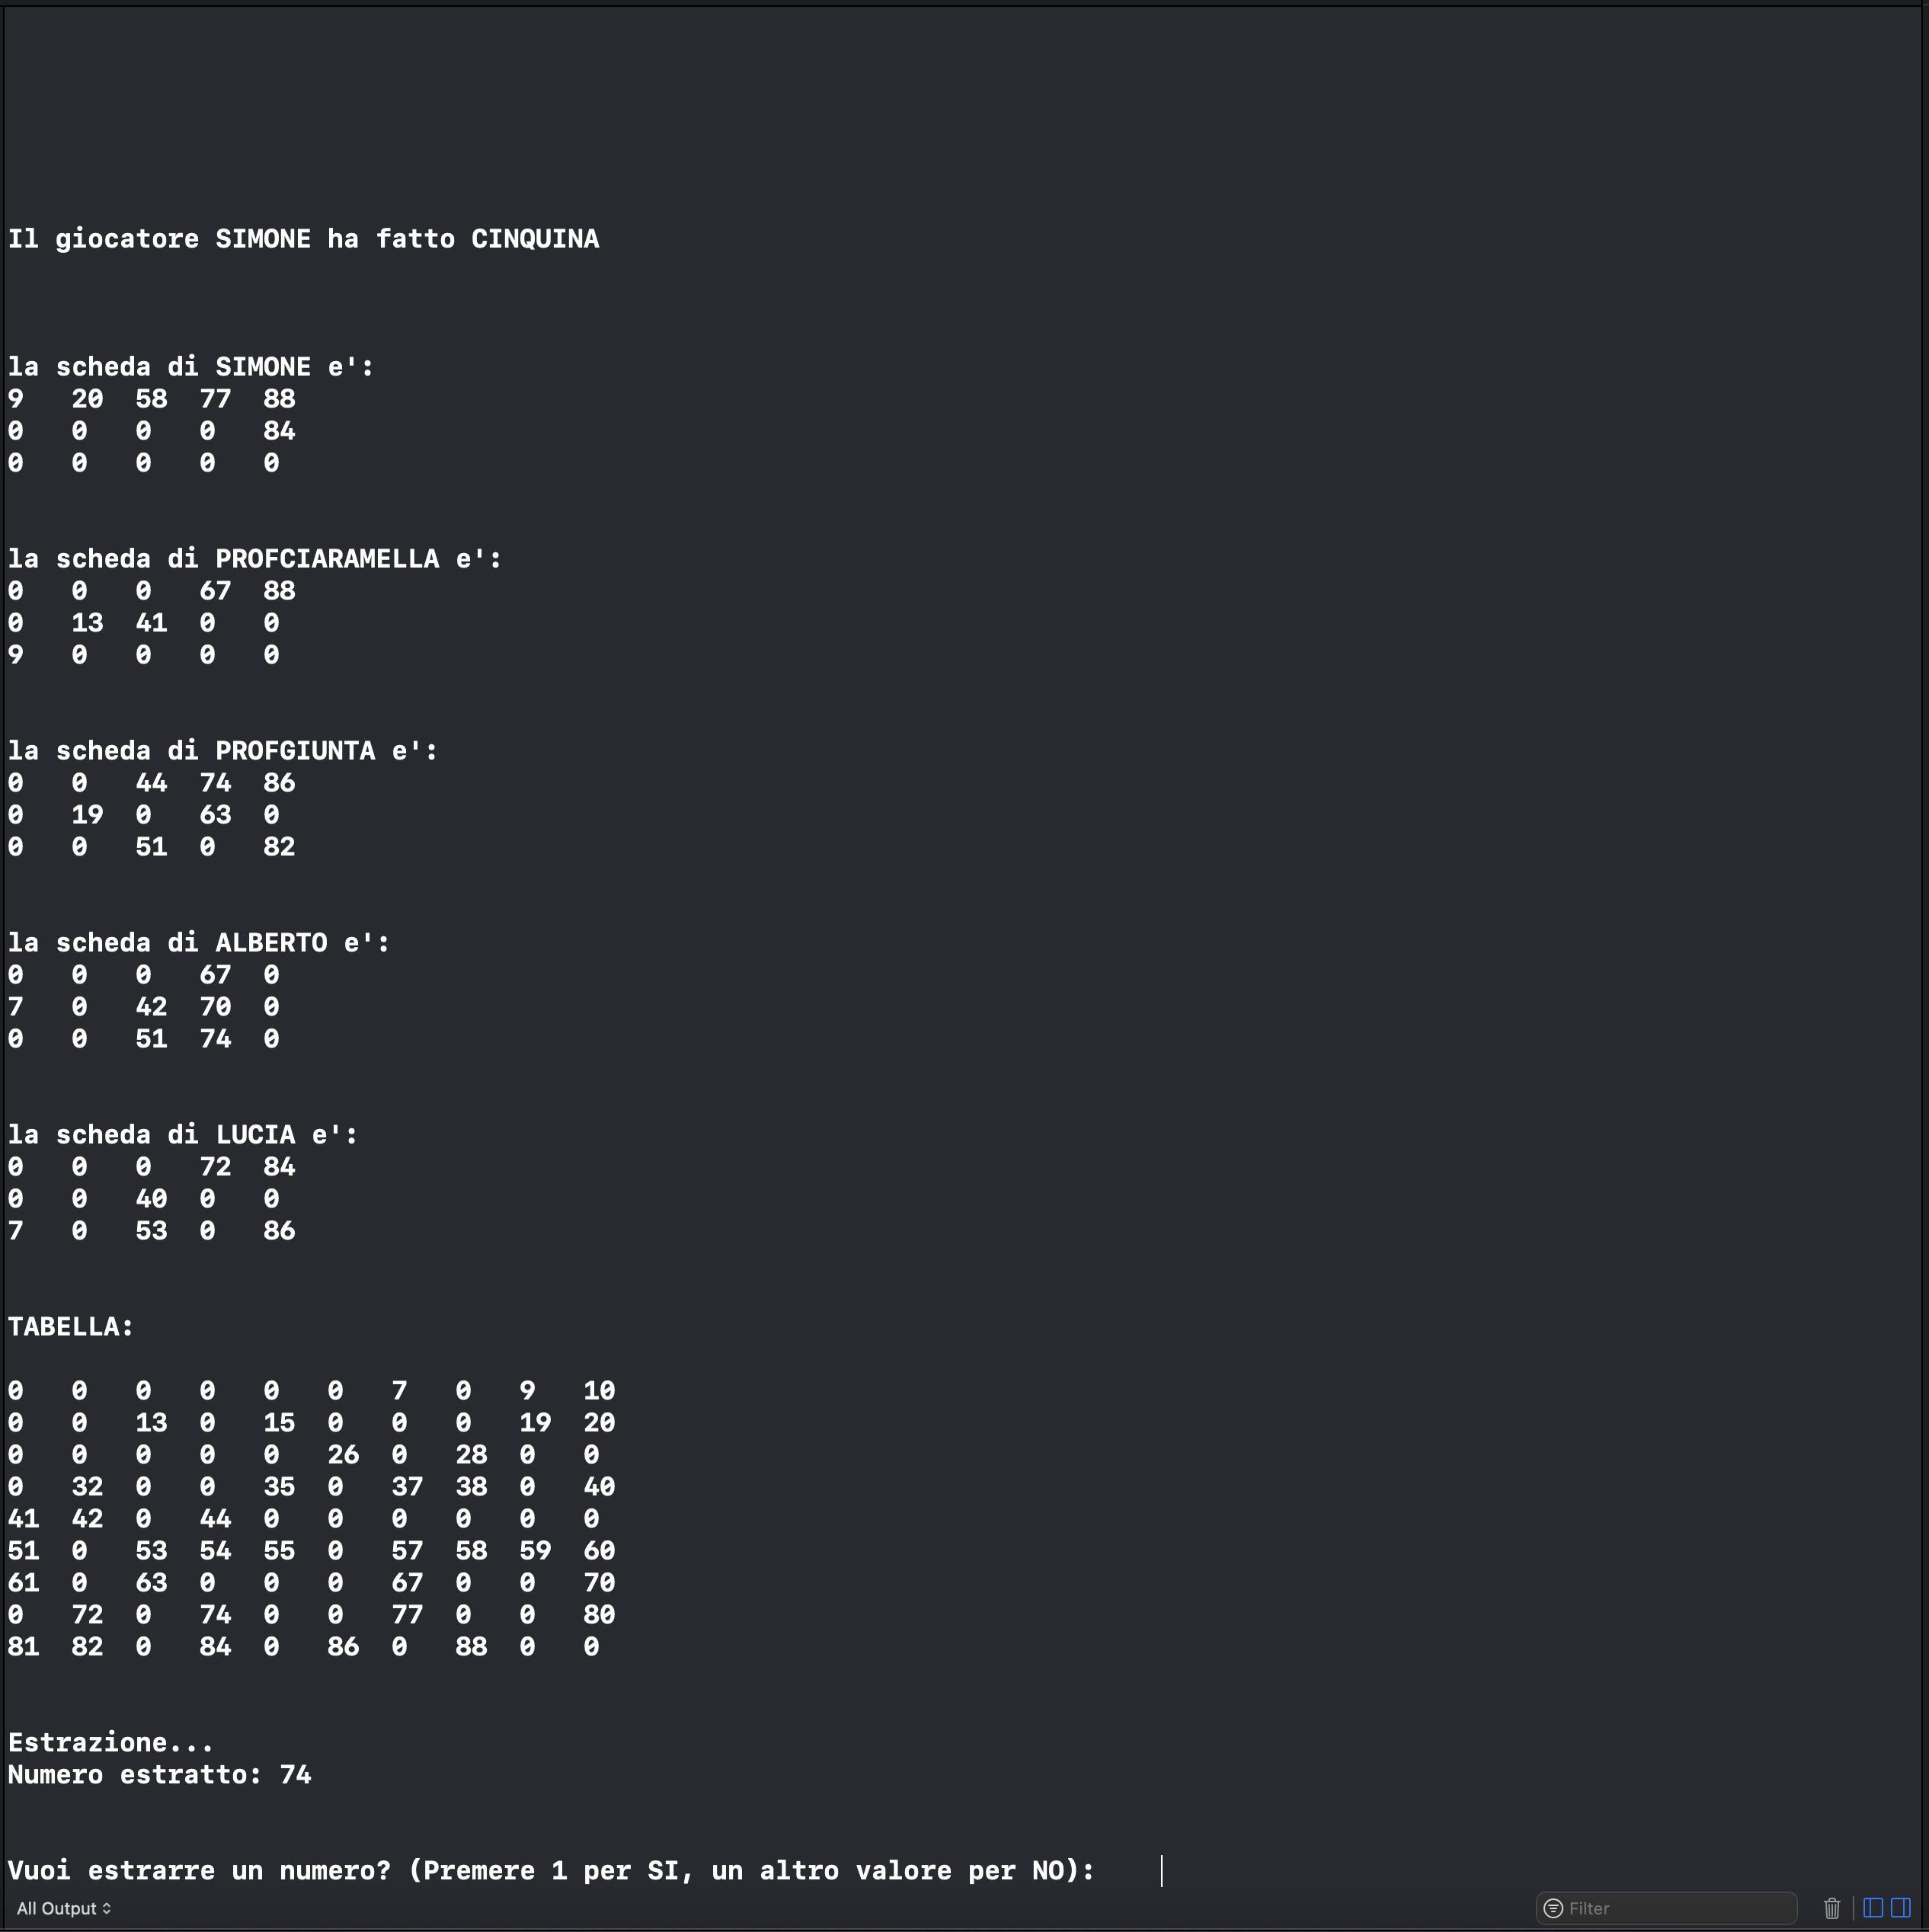 Il giocatore SIMONE ha fatto CINQUINA
la scheda di SIMONE e':
9 20 58 77 88
0 0 0 0 84
0 0 0 0 0
la scheda di PROFCIARAMELLA e':
0 0 0 67 88
0 13 41 0 0
9 0 0 0 0
la scheda di PROFGIUNTA e':
0 0 44 74 86
0 19 0 63 0
0 0 51 0 82
la scheda di ALBERTO e':
0 0 0 67 0
7 0 42 70 0
0 0 51 74 0
la scheda di LUCIA e':
0 0 0 72 84
0 0 40 0 0
7 0 53 0 86
TABELLA:
0 0 0 0 0 0 7 0 9 10
0 0 13 0 15 0 0 0 19 20
0 0 0 0 0 26 0 28 0 0
0 32 0 0 35 0 37 38 0 40
41 42 0 44 0 0 0 0 0 0
51 0 53 54 55 0 57 58 59 60
61 0 63 0 0 0 67 0 0 70
0 72 0 74 0 0 77 0 0 80
81 82 0 84 0 86 0 88 0 0
Estrazione...
Numero estratto: 74
Vuoi estrarre un numero? (Premere 1 per SI, un altro valore per NO):
All Output Filter